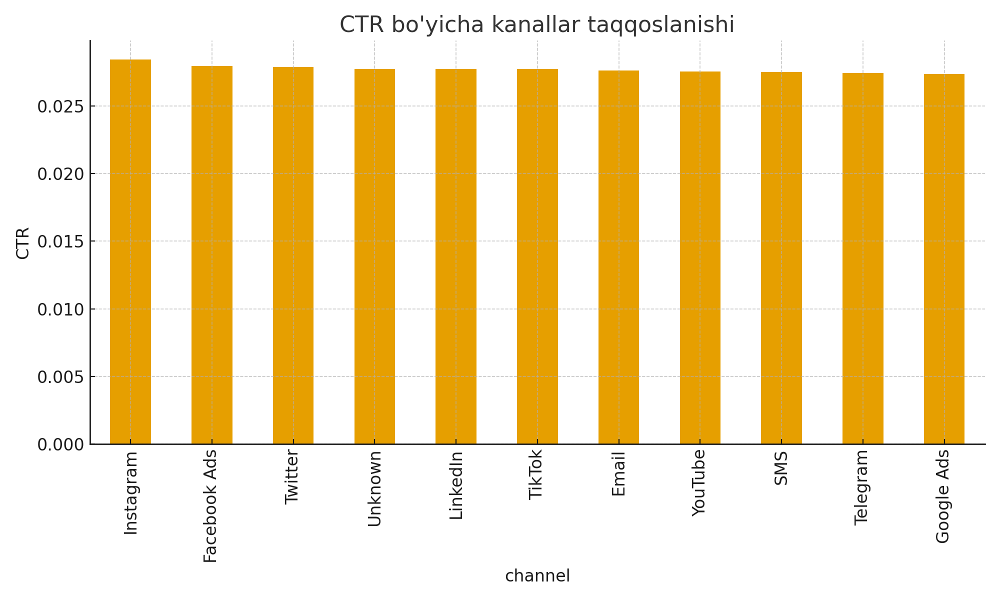 CTR bo'yicha kanallar taqqoslanishi
CTR
0.025
0.020
0.015
0.010
0.005
0.000
Instagram
Facebook Ads
Twitter
Unknown
LinkedIn
TikTok
Email
YouTube
SMS
Telegram
Google Ads
channel